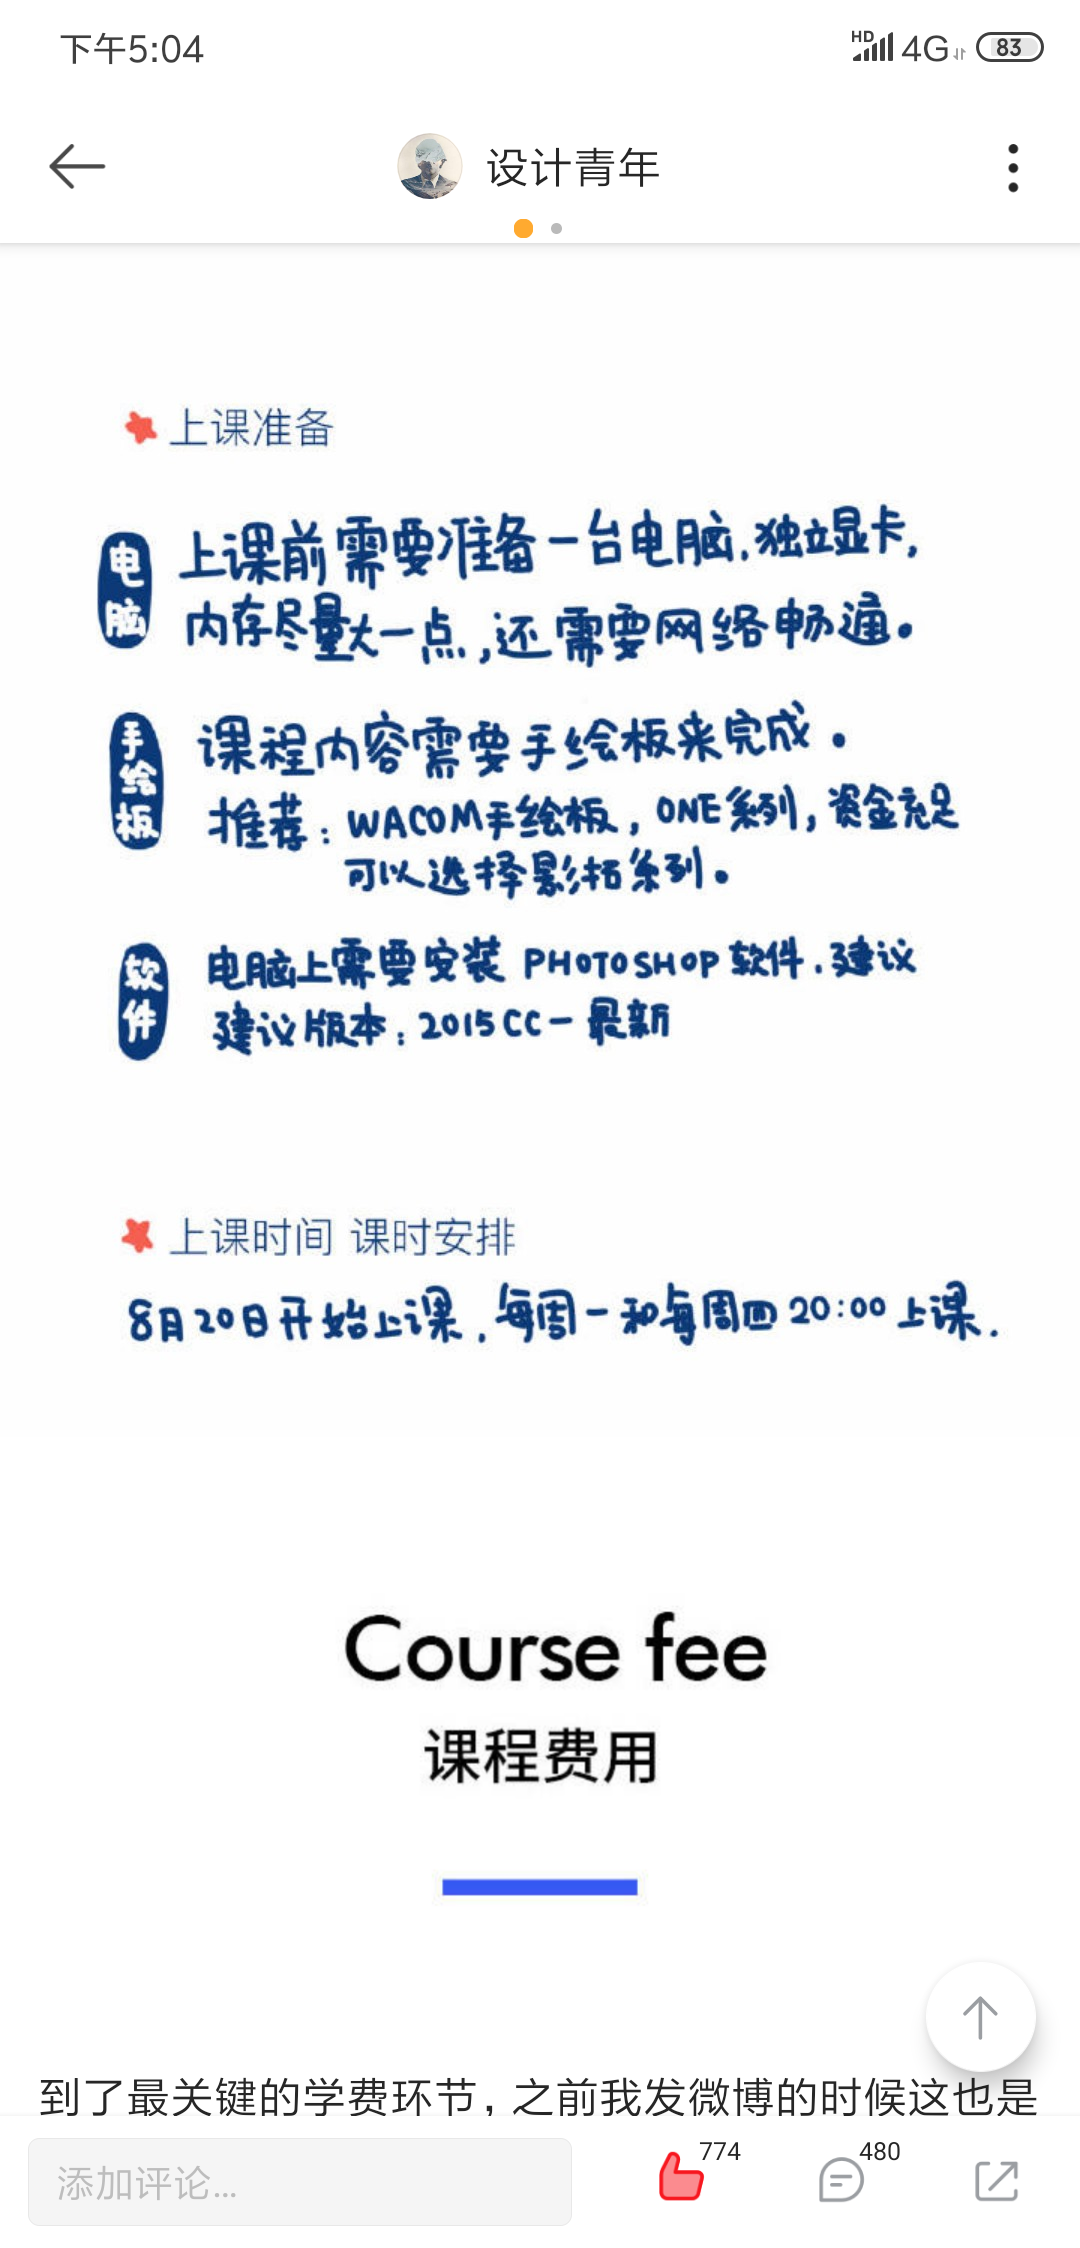 下午5:04
HD 4G 83
设计青年
上课准备
电脑
上课前需要准备一台电脑,独立显卡,
内存尽量大一点,还需要网络畅通。
手绘板
课程内容需要手绘板来完成。
推荐:WACOM手绘板,ONE系列,资金充足
可以选择影拓系列。
软件
电脑上需要安装 PHOTOSHOP 软件.建议
建议版本:2015CC—最新
上课时间 课时安排
8月20日开始上课.每周一和每周四20:00上课.
Course fee
课程费用
到了最关键的学费环节,之前我发微博的时候这也是
添加评论...
774
480